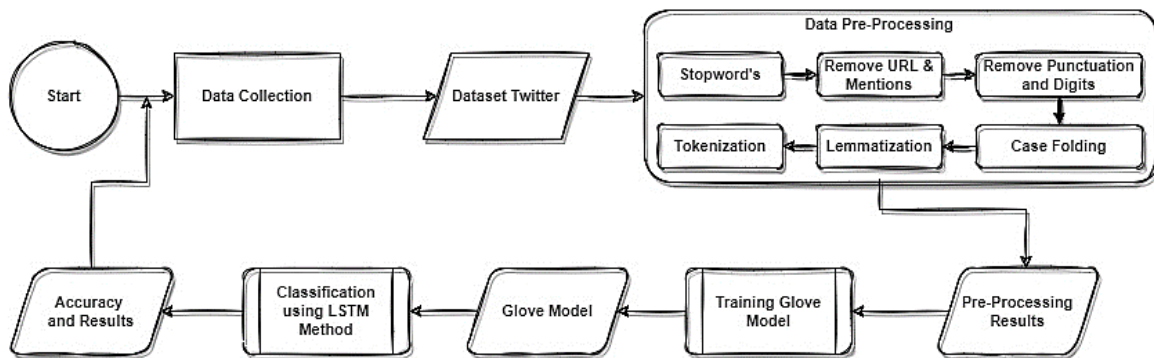 Data Pre-Processing
Start
Data Collection
Dataset Twitter
Stopword's
Remove URL &
Mentions
Remove Punctuation
and Digits
Tokenization
Lemmatization
Case Folding
Accuracy
and Results
Classification
using LSTM
Method
Glove Model
Training Glove
Model
Pre-Processing
Results